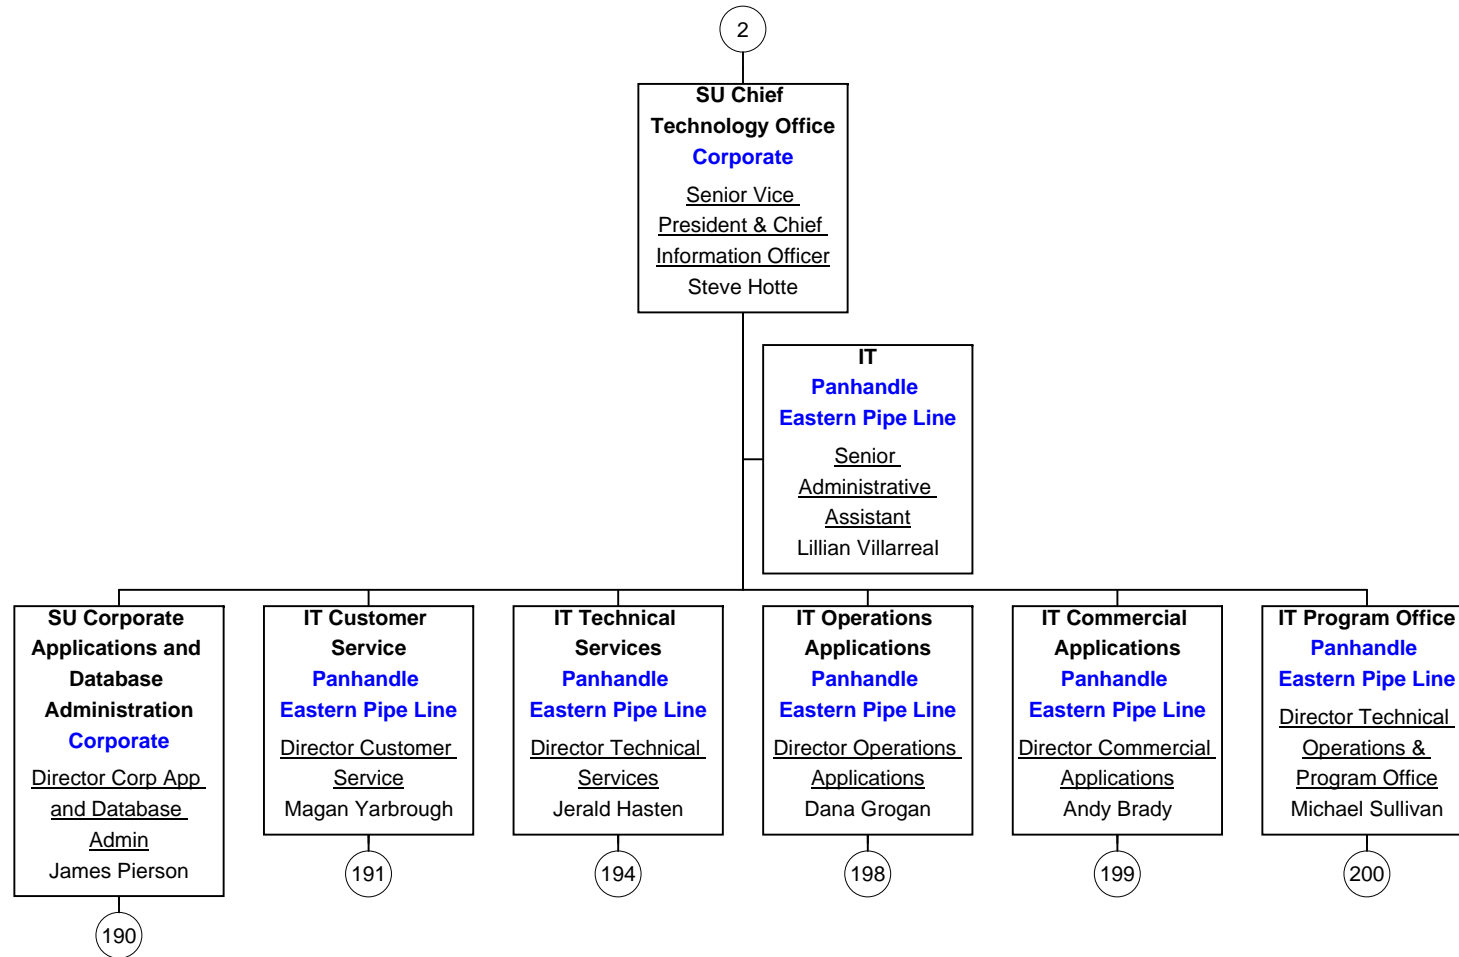 2
SU Chief
Technology Office
Corporate
Senior Vice
President & Chief
Information Officer
Steve Hotte
IT
Panhandle
Eastern Pipe Line
Senior
Administrative
Assistant
Lillian Villarreal
SU Corporate
Applications and
Database
Administration
Corporate
Director Corp App
and Database
Admin
James Pierson
190
IT Customer
Service
Panhandle
Eastern Pipe Line
Director Customer
Service
Magan Yarbrough
191
IT Technical
Services
Panhandle
Eastern Pipe Line
Director Technical
Services
Jerald Hasten
194
IT Operations
Applications
Panhandle
Eastern Pipe Line
Director Operations
Applications
Dana Grogan
198
IT Commercial
Applications
Panhandle
Eastern Pipe Line
Director Commercial
Applications
Andy Brady
199
IT Program Office
Panhandle
Eastern Pipe Line
Director Technical
Operations &
Program Office
Michael Sullivan
200